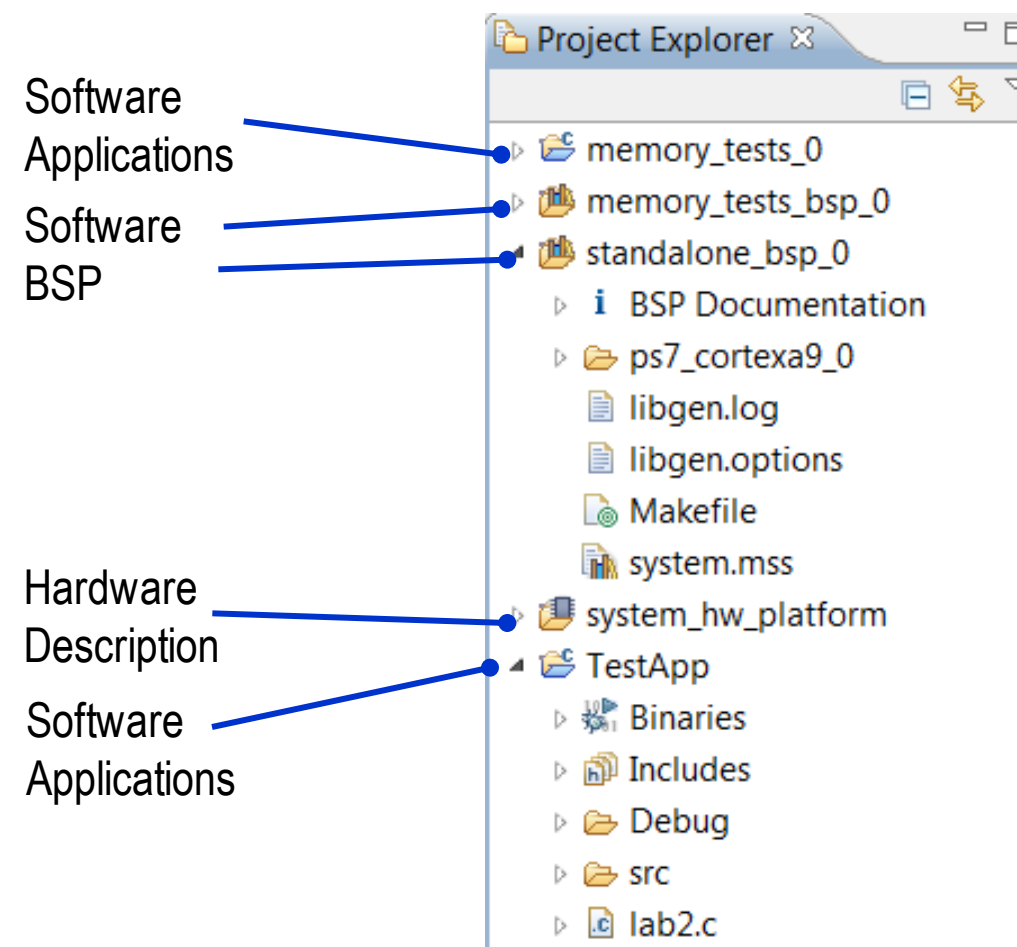 Project Explorer
Software
Applications
memory_tests_0
memory_tests_bsp_0
Software
BSP
standalone_bsp_0
i BSP Documentation
ps7_cortexa9_0
libgen.log
libgen.options
Makefile
system.mss
Hardware
Description
system_hw_platform
TestApp
Software
Applications
Binaries
Includes
Debug
src
lab2.c